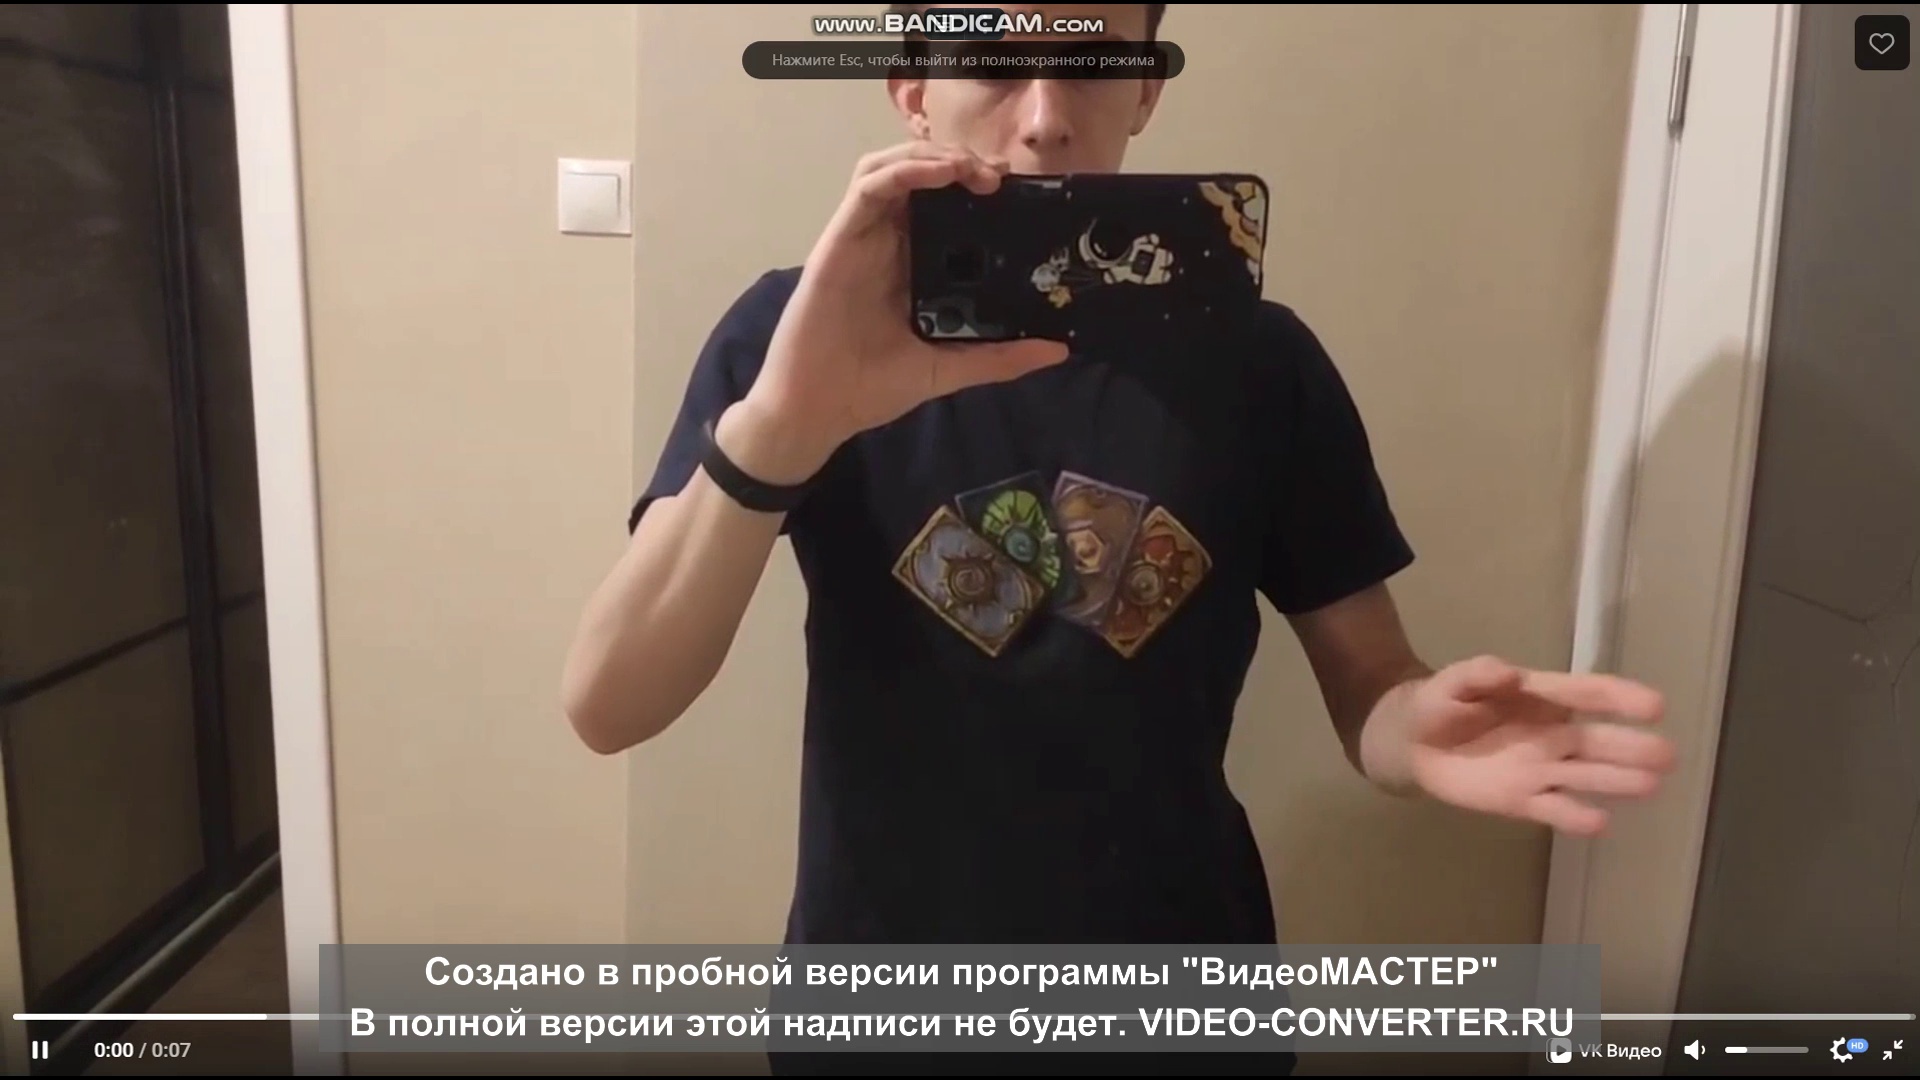 www.BANDICAM.com
Нажмите Esc, чтобы выйти из полноэкранного режима
Создано в пробной версии программы "ВидеоМАСТЕР"
В полной версии этой надписи не будет. VIDEO-CONVERTER.RU
0:00 / 0:07
VK Видео
HD